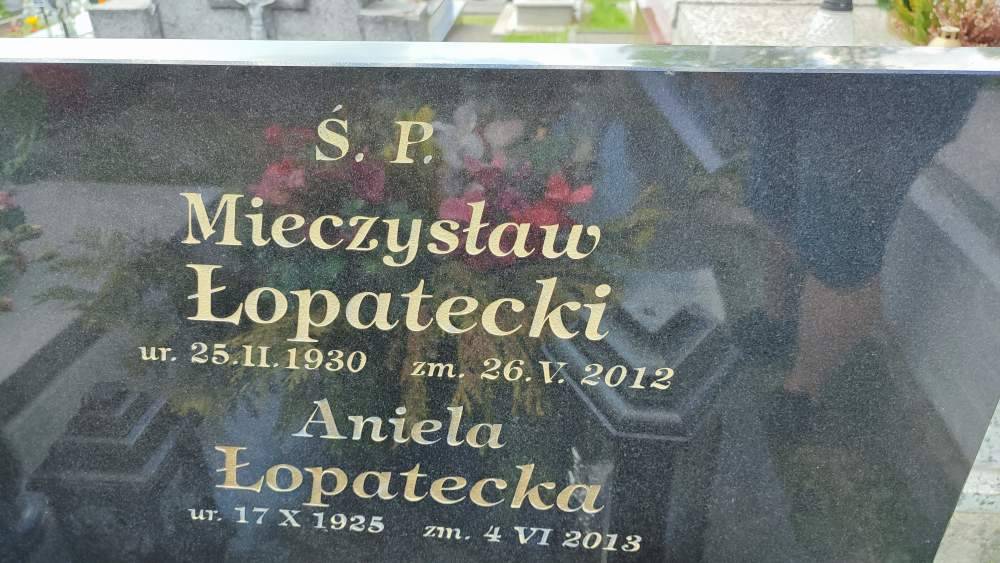 Ś. P.
Mieczysław
Łopatecki
ur. 25.II.1930 zm. 26.V.2012
Aniela
Łopatecka
ur. 17 X 1925 zm. 4 VI 2013